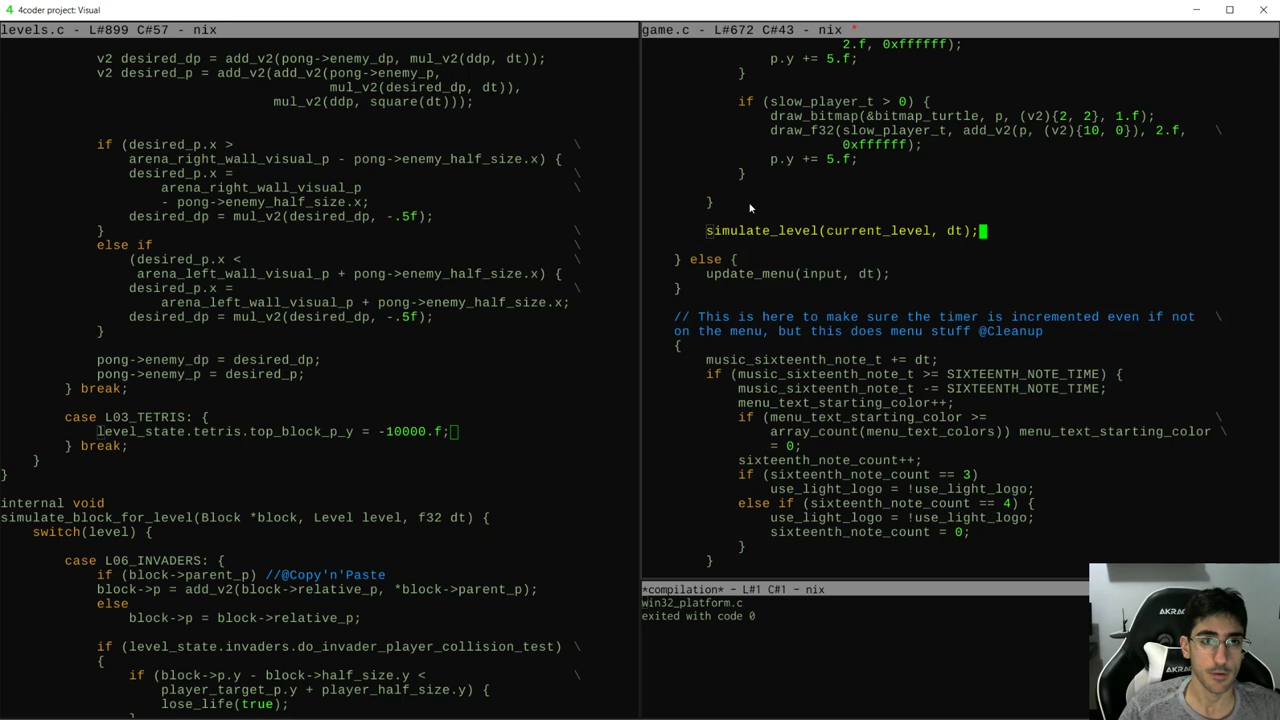 4 4coder project: Visual
levels.c - L#899 C#57 - nix
v2 desired_dp = add_v2(pong->enemy_dp, mul_v2(ddp, dt));
v2 desired_p = add_v2(add_v2(pong->enemy_p,
mul_v2(desired_dp, dt)),
mul_v2(ddp, square(dt)));
if (desired_p.x > \
arena_right_wall_visual_p - pong->enemy_half_size.x) {
desired_p.x = \
arena_right_wall_visual_p \
- pong->enemy_half_size.x;
desired_dp = mul_v2(desired_dp, -.5f);
}
else if \
(desired_p.x < \
arena_left_wall_visual_p + pong->enemy_half_size.x) {
desired_p.x = \
arena_left_wall_visual_p + pong->enemy_half_size.x;
desired_dp = mul_v2(desired_dp, -.5f);
}
pong->enemy_dp = desired_dp;
pong->enemy_p = desired_p;
} break;
case L03_TETRIS: {
level_state.tetris.top_block_p_y = -10000.f;
} break;
}
}
internal void
simulate_block_for_level(Block *block, Level level, f32 dt) {
switch(level) {
case L06_INVADERS: {
if (block->parent_p) //@Copy'n'Paste
block->p = add_v2(block->relative_p, *block->parent_p);
else
block->p = block->relative_p;
if (level_state.invaders.do_invader_player_collision_test) \
{
if (block->p.y - block->half_size.y < \
player_target_p.y + player_half_size.y) {
lose_life(true);
}
game.c - L#672 C#43 - nix *
2.f, 0xffffff);
p.y += 5.f;
}
if (slow_player_t > 0) {
draw_bitmap(&bitmap_turtle, p, (v2){2, 2}, 1.f);
draw_f32(slow_player_t, add_v2(p, (v2){10, 0}), 2.f, \
0xffffff);
p.y += 5.f;
}
}
simulate_level(current_level, dt);
} else {
update_menu(input, dt);
}
// This is here to make sure the timer is incremented even if not \
on the menu, but this does menu stuff @Cleanup
{
music_sixteenth_note_t += dt;
if (music_sixteenth_note_t >= SIXTEENTH_NOTE_TIME) {
music_sixteenth_note_t -= SIXTEENTH_NOTE_TIME;
menu_text_starting_color++;
if (menu_text_starting_color >= \
array_count(menu_text_colors)) menu_text_starting_color \
= 0;
sixteenth_note_count++;
if (sixteenth_note_count == 3)
use_light_logo = !use_light_logo;
else if (sixteenth_note_count == 4) {
use_light_logo = !use_light_logo;
sixteenth_note_count = 0;
}
}
*compilation* - L#1 C#1 - nix
win32_platform.c
exited with code 0
AKRAC
AKRA